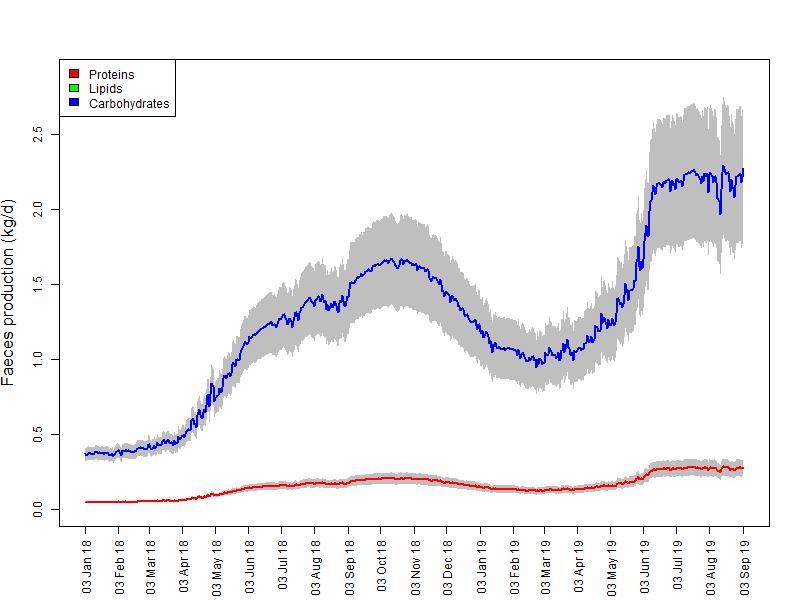 Proteins
Lipids
Carbohydrates
Faeces production (kg/d)
2.5
2.0
1.5
1.0
0.5
0.0
03 Jan 18
03 Feb 18
03 Mar 18
03 Apr 18
03 May 18
03 Jun 18
03 Jul 18
03 Aug 18
03 Sep 18
03 Oct 18
03 Nov 18
03 Dec 18
03 Jan 19
03 Feb 19
03 Mar 19
03 Apr 19
03 May 19
03 Jun 19
03 Jul 19
03 Aug 19
03 Sep 19